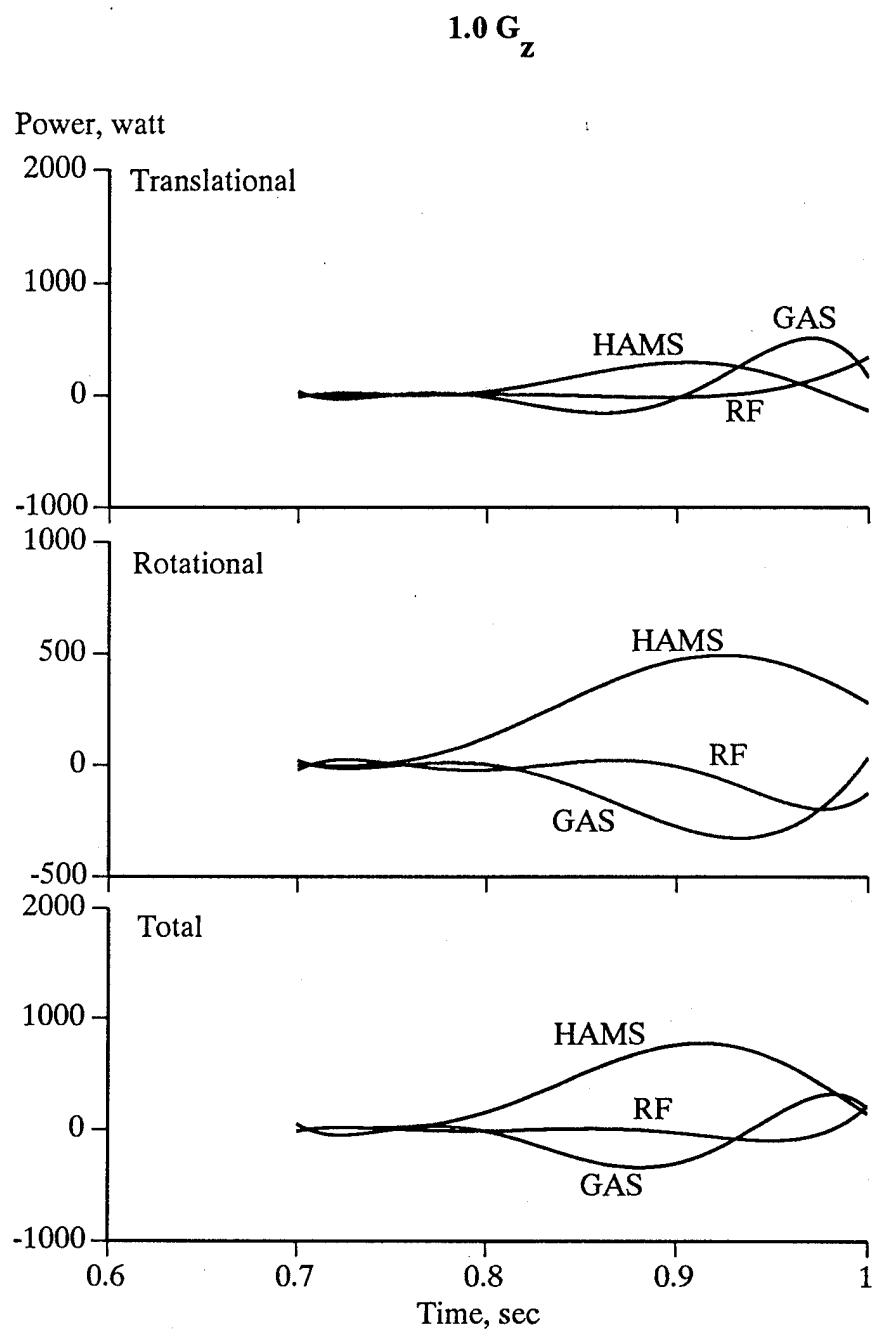 1.0 G_z
Power, watt
2000
Translational
1000
GAS
HAMS
0
RF
-1000
1000
Rotational
HAMS
500
RF
0
GAS
-500
2000
Total
1000
HAMS
RF
0
GAS
-1000
0.6 0.7 0.8 0.9 1
Time, sec